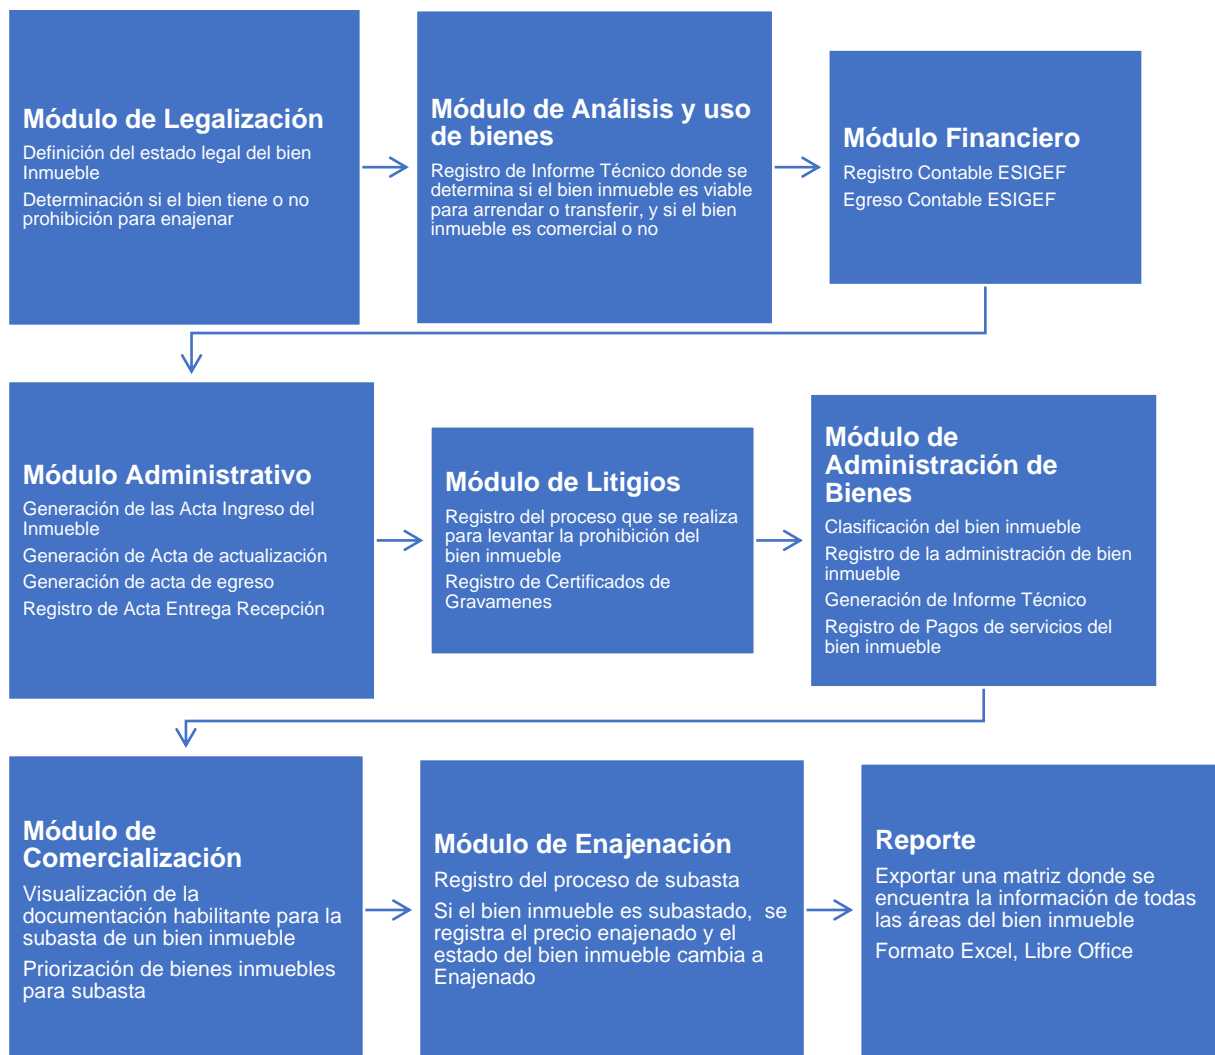 Módulo de Legalización
Definición del estado legal del bien
Inmueble
Determinación si el bien tiene o no
prohibición para enajenar
Módulo de Análisis y uso
de bienes
Registro de Informe Técnico donde se
determina si el bien inmueble es viable
para arrendar o transferir, y si el bien
inmueble es comercial o no
Módulo Financiero
Registro Contable ESIGEF
Egreso Contable ESIGEF
Módulo Administrativo
Generación de las Acta Ingreso del
Inmueble
Generación de Acta de actualización
Generación de acta de egreso
Registro de Acta Entrega Recepción
Módulo de Litigios
Registro del proceso que se realiza
para levantar la prohibición del
bien inmueble
Registro de Certificados de
Gravamenes
Módulo de
Administración de
Bienes
Clasificación del bien inmueble
Registro de la administración de bien
inmueble
Generación de Informe Técnico
Registro de Pagos de servicios del
bien inmueble
Módulo de
Comercialización
Visualización de la
documentación habilitante para la
subasta de un bien inmueble
Priorización de bienes inmuebles
para subasta
Módulo de Enajenación
Registro del proceso de subasta
Si el bien inmueble es subastado, se
registra el precio enajenado y el
estado del bien inmueble cambia a
Enajenado
Reporte
Exportar una matriz donde se
encuentra la información de todas
las áreas del bien inmueble
Formato Excel, Libre Office